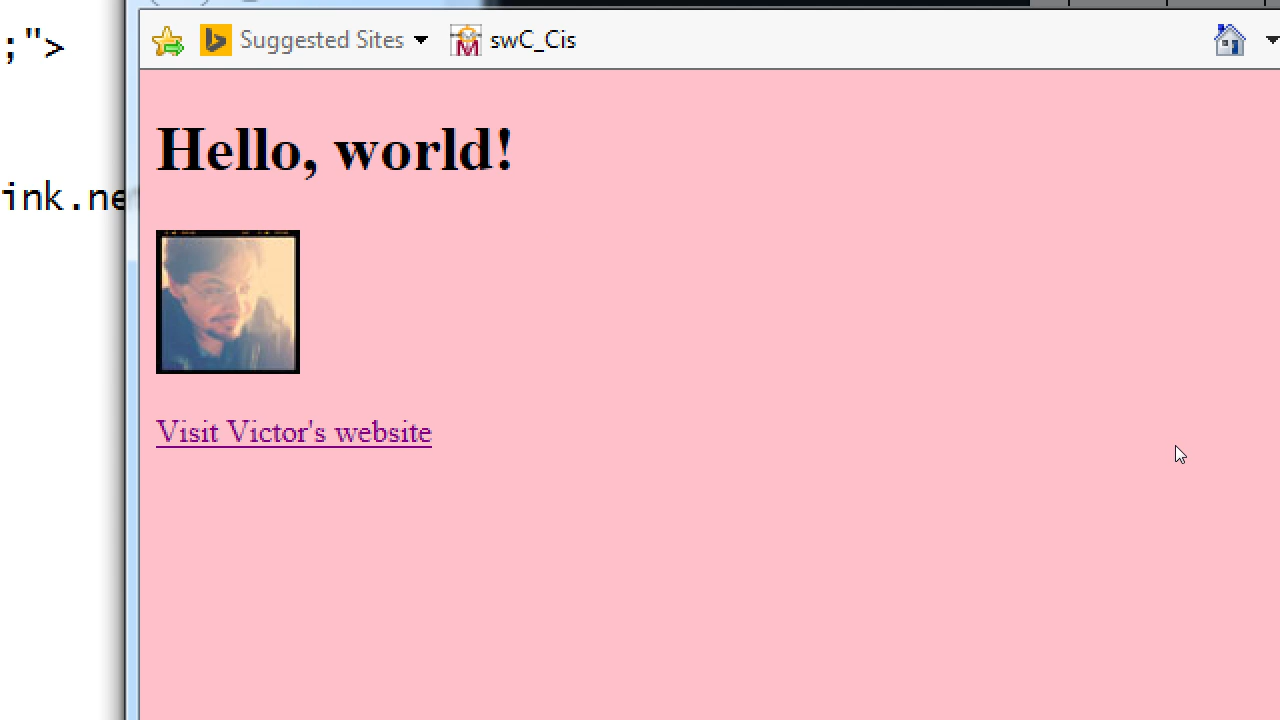 ;">
Suggested Sites swC_Cis
Hello, world!
ink.ne
Visit Victor's website